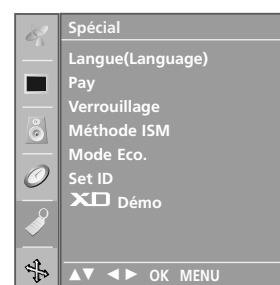 Spécial
Langue(Language)
Pay
Verrouillage
Méthode ISM
Mode Eco.
Set ID
XD Démo
▲▼ ◄► OK MENU